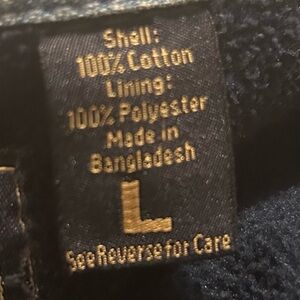 Shell:
100% Cotton
Lining:
100% Polyester
Made in
Bangladesh
L
See Reverse for Care